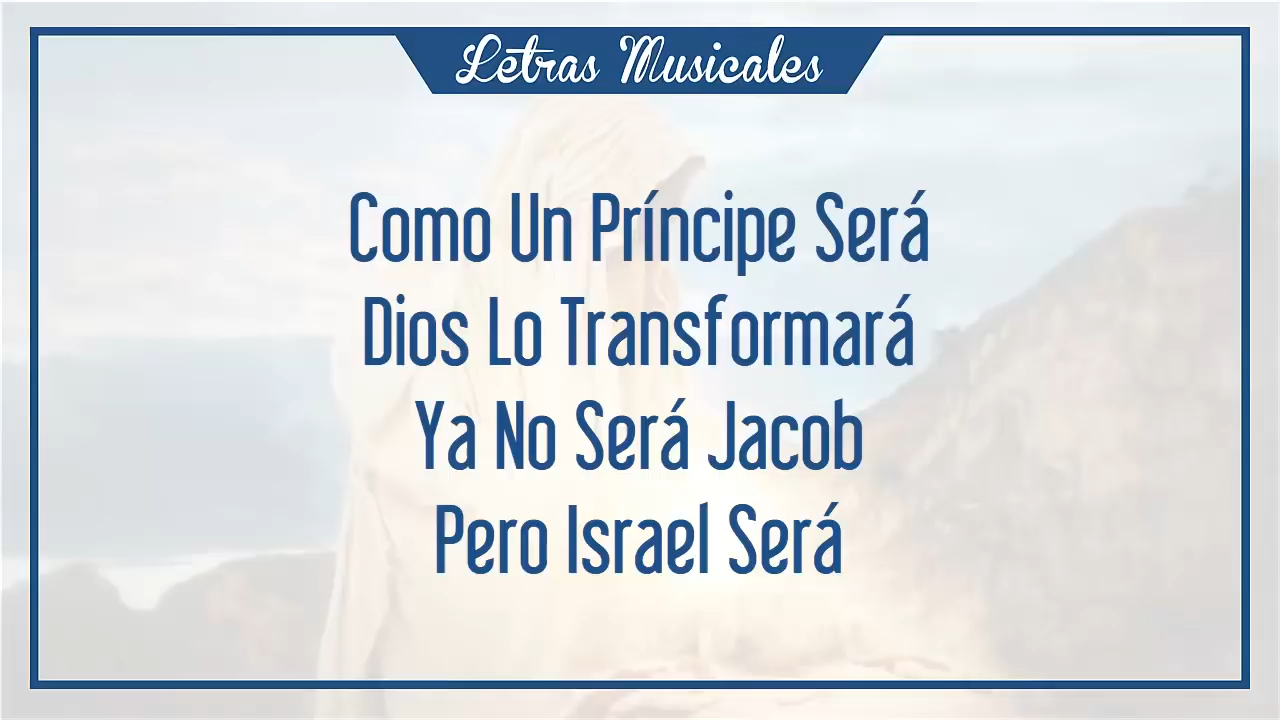 Letras Musicales
Como Un Príncipe Será
Dios Lo Transformará
Ya No Será Jacob
Pero Israel Será